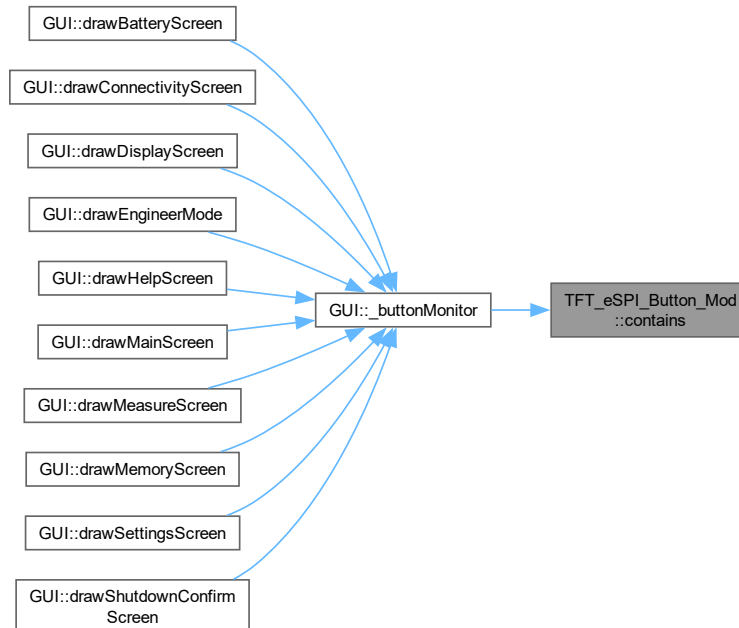 GUI::drawBatteryScreen
GUI::drawConnectivityScreen
GUI::drawDisplayScreen
GUI::drawEngineerMode
GUI::drawHelpScreen
GUI::drawMainScreen
GUI::drawMeasureScreen
GUI::drawMemoryScreen
GUI::drawSettingsScreen
GUI::drawShutdownConfirm
Screen
GUI::_buttonMonitor
TFT_eSPI_Button_Mod
::contains